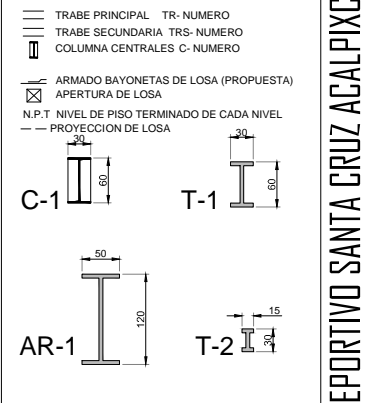 TRABE PRINCIPAL TR- NUMERO
TRABE SECUNDARIA TRS- NUMERO
COLUMNA CENTRALES C- NUMERO
ARMADO BAYONETAS DE LOSA (PROPUESTA)
APERTURA DE LOSA
N.P.T NIVEL DE PISO TERMINADO DE CADA NIVEL
PROYECCION DE LOSA
30
60
C-1
30
60
T-1
50
120
AR-1
15
30
T-2
EPORTIVO SANTA CRUZ ACALPIXC